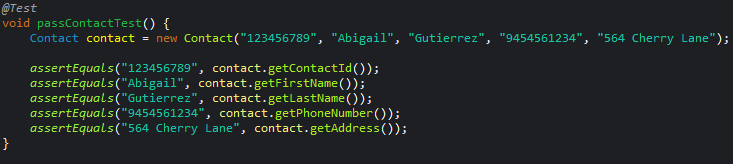 @Test
void passContactTest() {
    Contact contact = new Contact("123456789", "Abigail", "Gutierrez", "9454561234", "564 Cherry Lane");

    assertEquals("123456789", contact.getContactId());
    assertEquals("Abigail", contact.getFirstName());
    assertEquals("Gutierrez", contact.getLastName());
    assertEquals("9454561234", contact.getPhoneNumber());
    assertEquals("564 Cherry Lane", contact.getAddress());
}